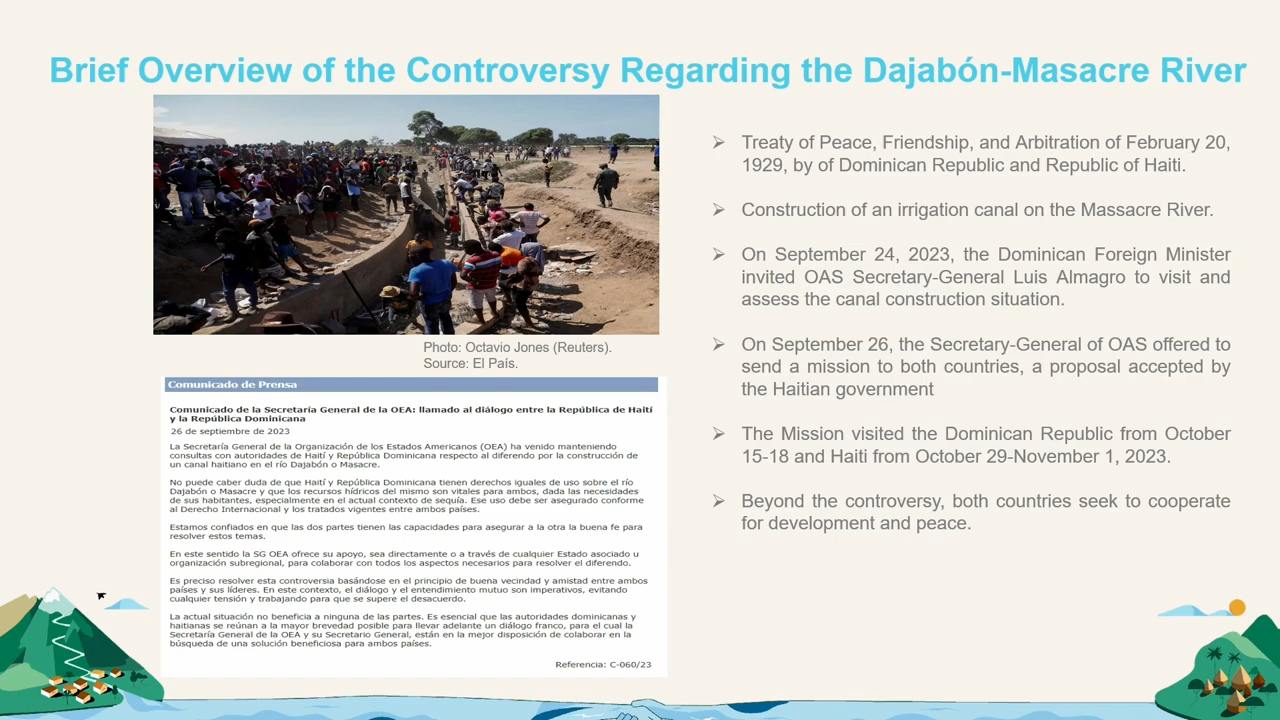 Brief Overview of the Controversy Regarding the Dajabón-Masacre River
Photo: Octavio Jones (Reuters).
Source: El País.
Comunicado de Prensa
Comunicado de la Secretaría General de la OEA: llamado al diálogo entre la República de Haití
y la República Dominicana
26 de septiembre de 2023
La Secretaría General de la Organización de los Estados Americanos (OEA) ha venido manteniendo
consultas con autoridades de Haití y República Dominicana respecto al diferendo por la construcción de
un canal haitiano en el río Dajabón o Masacre.
No puede caber duda de que Haití y República Dominicana tienen derechos iguales de uso sobre el río
Dajabón o Masacre y que los recursos hídricos del mismo son vitales para ambos, dada las necesidades
de sus habitantes, especialmente en el actual contexto de sequía. Ese uso debe ser asegurado conforme
al Derecho Internacional y los tratados vigentes entre ambos países.
Estamos confiados en que las dos partes tienen las capacidades para asegurar a la otra la buena fe para
resolver estos temas.
En este sentido la SG OEA ofrece su apoyo, sea directamente o a través de cualquier Estado asociado u
organización subregional, para colaborar con todos los aspectos necesarios para resolver el diferendo.
Es preciso resolver esta controversia basándose en el principio de buena vecindad y amistad entre ambos
países y sus líderes. En este contexto, el diálogo y el entendimiento mutuo son imperativos, evitando
cualquier tensión y trabajando para que se supere el desacuerdo.
La actual situación no beneficia a ninguna de las partes. Es esencial que las autoridades dominicanas y
haitianas se reúnan a la mayor brevedad posible para llevar adelante un diálogo franco, para el cual la
Secretaría General de la OEA y su Secretario General, están en la mejor disposición de colaborar en la
búsqueda de una solución beneficiosa para ambos países.
Referencia: C-060/23
Treaty of Peace, Friendship, and Arbitration of February 20,
1929, by of Dominican Republic and Republic of Haiti.
Construction of an irrigation canal on the Massacre River.
On September 24, 2023, the Dominican Foreign Minister
invited OAS Secretary-General Luis Almagro to visit and
assess the canal construction situation.
On September 26, the Secretary-General of OAS offered to
send a mission to both countries, a proposal accepted by
the Haitian government
The Mission visited the Dominican Republic from October
15-18 and Haiti from October 29-November 1, 2023.
Beyond the controversy, both countries seek to cooperate
for development and peace.